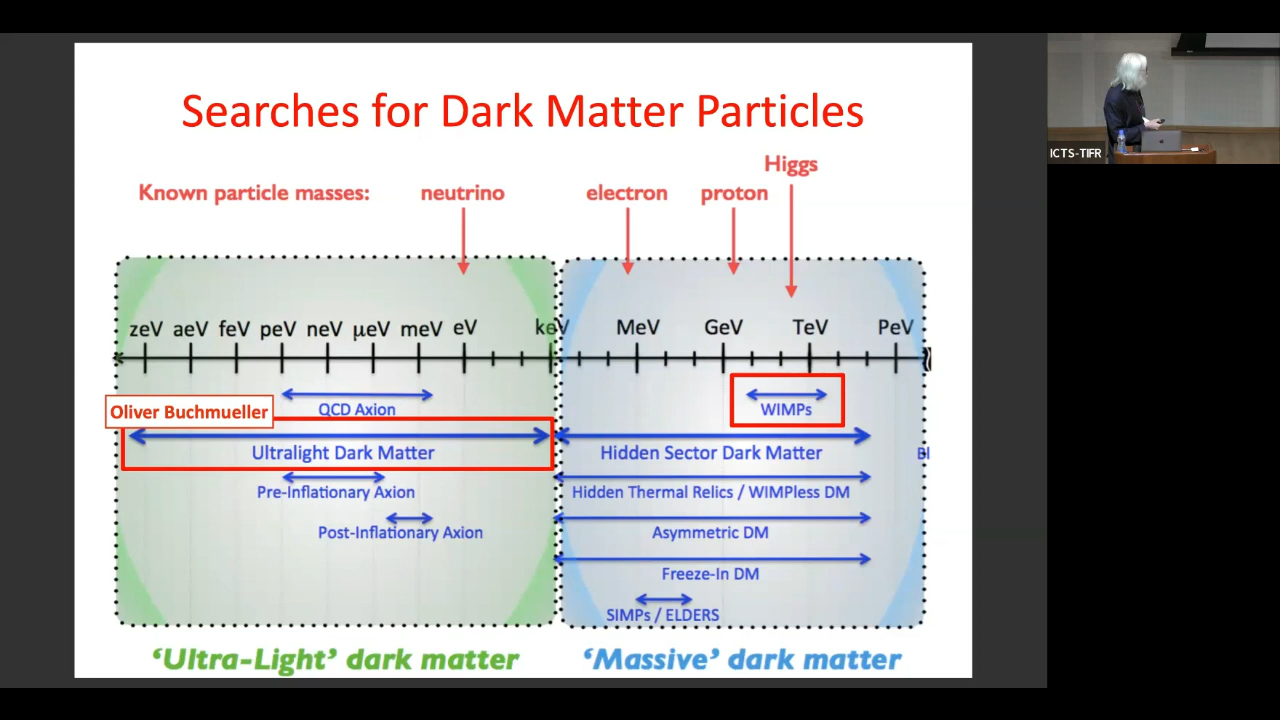 Searches for Dark Matter Particles
Higgs
Known particle masses: neutrino electron proton
zeV aeV feV peV neV μeV meV eV keV MeV GeV TeV PeV
QCD Axion
WIMPs
Oliver Buchmueller
Ultralight Dark Matter
Hidden Sector Dark Matter
Pre-Inflationary Axion
Hidden Thermal Relics / WIMPless DM
Post-Inflationary Axion
Asymmetric DM
Freeze-In DM
SIMPs / ELDERS
‘Ultra-Light’ dark matter
‘Massive’ dark matter
ICTS-TIFR